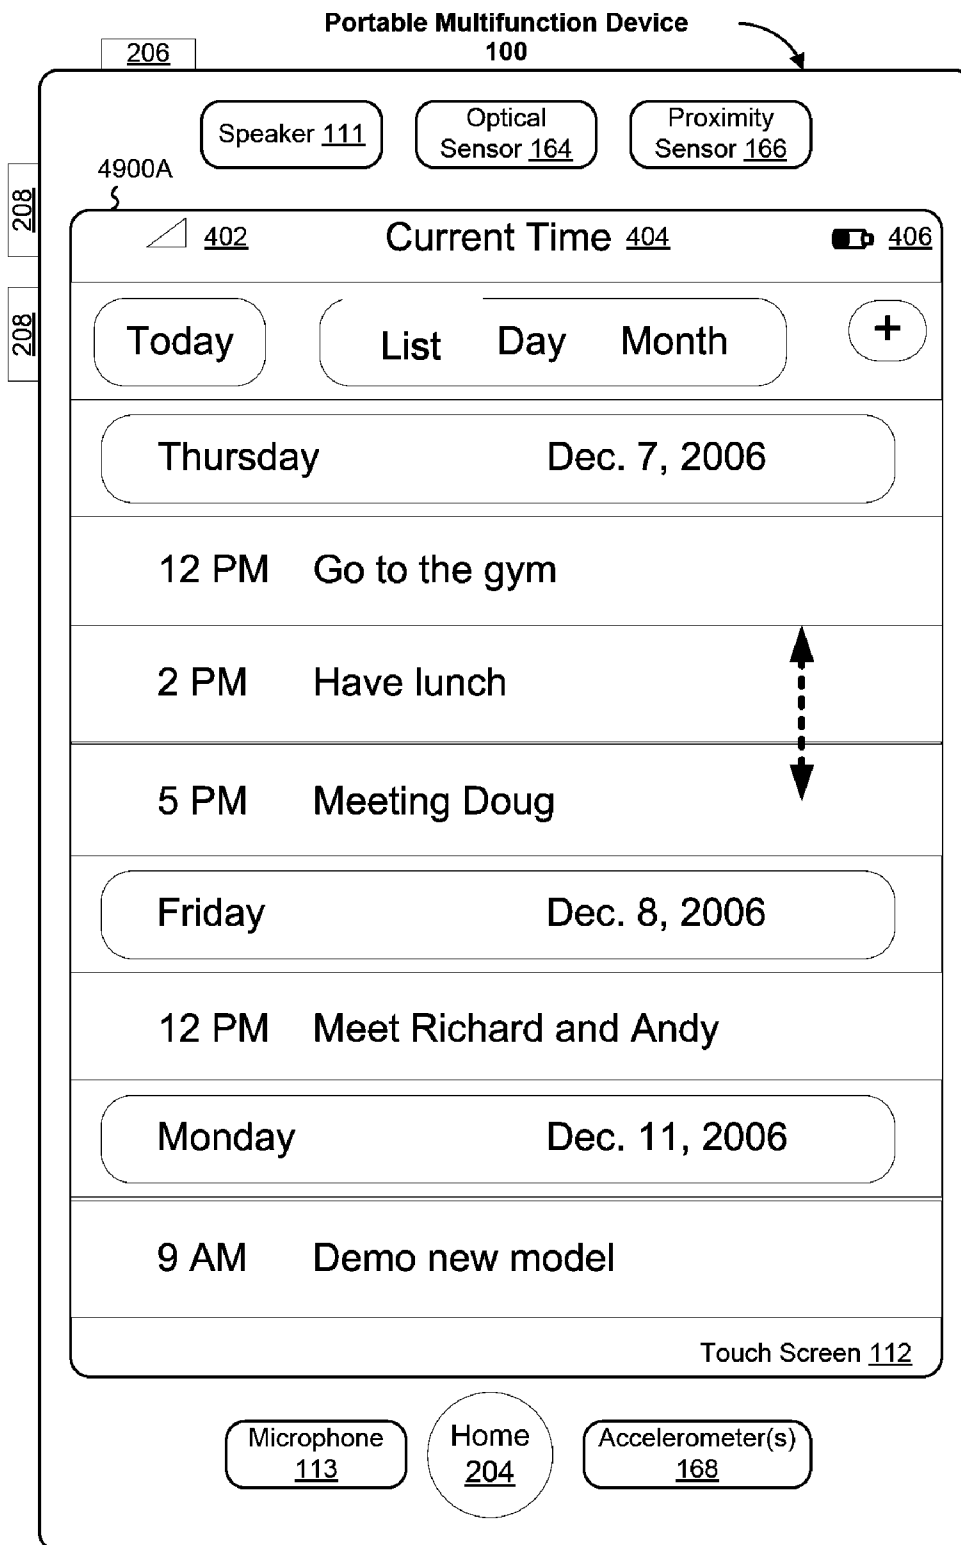 Portable Multifunction Device
100
206
Speaker 111
Optical
Sensor 164
Proximity
Sensor 166
4900A
208
208
402
Current Time 404
406
Today
List Day Month
+
Thursday Dec. 7, 2006
12 PM Go to the gym
2 PM Have lunch
5 PM Meeting Doug
Friday Dec. 8, 2006
12 PM Meet Richard and Andy
Monday Dec. 11, 2006
9 AM Demo new model
Touch Screen 112
Microphone
113
Home
204
Accelerometer(s)
168